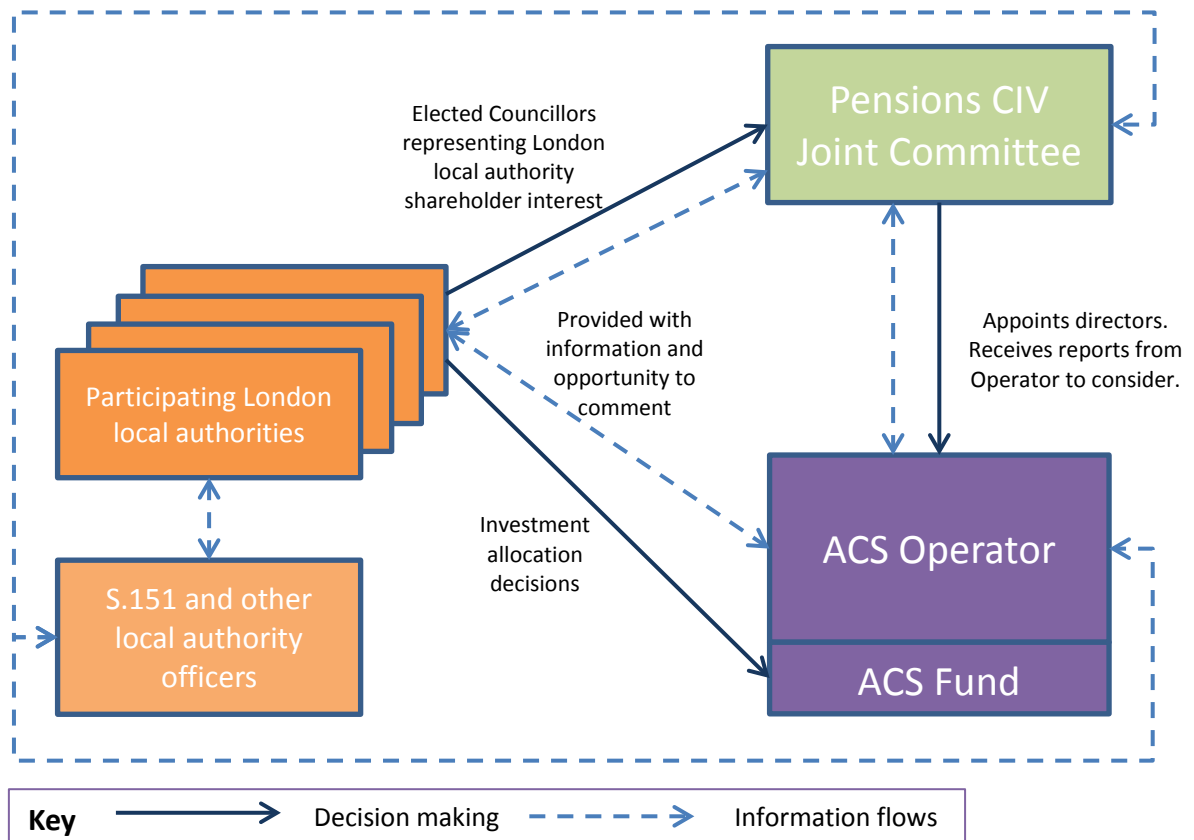 Pensions CIV
Joint Committee
Elected Councillors
representing London
local authority
shareholder interest
Provided with
information and
opportunity to
comment
Appoints directors.
Receives reports from
Operator to consider.
Participating London
local authorities
Investment
allocation
decisions
ACS Operator
S.151 and other
local authority
officers
ACS Fund
Key
Decision making
Information flows